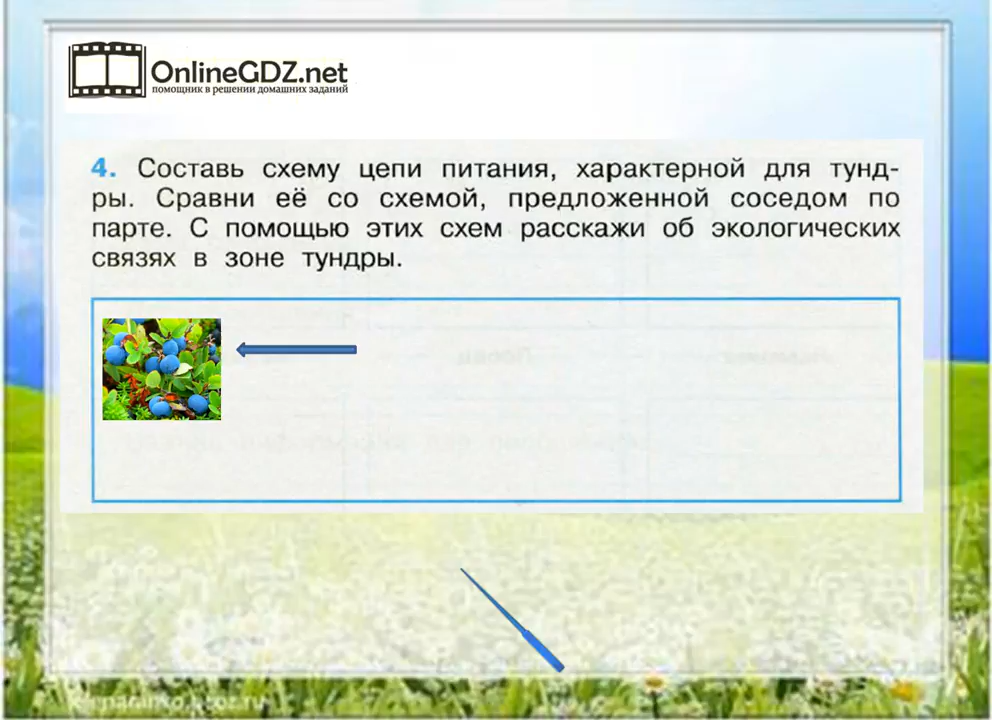 OnlineGDZ.net
помощник в решении домашних заданий
4. Составь схему цепи питания, характерной для тунд-
ры. Сравни её со схемой, предложенной соседом по
парте. С помощью этих схем расскажи об экологических
связях в зоне тундры.